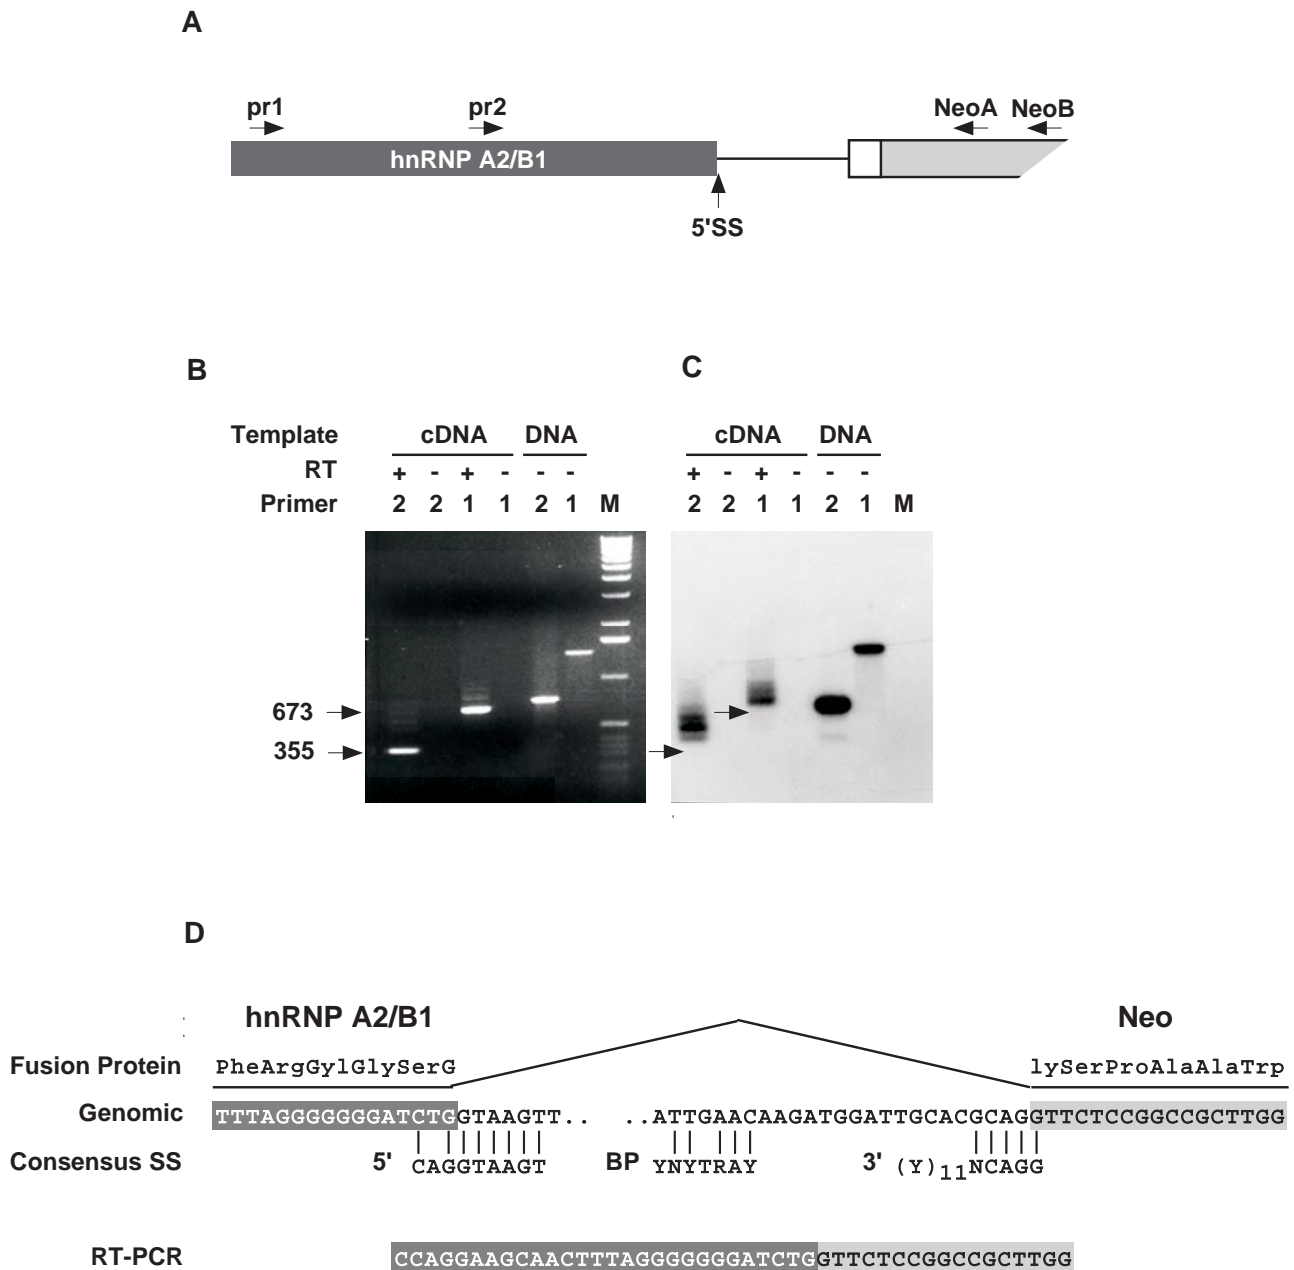 A
pr1 pr2 NeoA NeoB
hnRNP A2/B1
5'SS
B
Template cDNA DNA
RT + - + - - -
Primer 2 2 1 1 2 1 M
673
355
C
cDNA DNA
+ - + - - -
2 2 1 1 2 1 M
D
hnRNP A2/B1 Neo
Fusion Protein PheArgGylGlySerG lySerProAlaAlaTrp
Genomic TTTAGGGGGGGATCTGGTAAGTT.. ..ATTGAACAAGATGGATTGCACGCAGGTTCTCCGGCCGCTTGG
Consensus SS 5' CAGGTAAGT BP YNYTRAY 3' (Y)11NCAGG
RT-PCR CCAGGAAGCAACTTTAGGGGGGGATCTGGTTCTCCGGCCGCTTGG